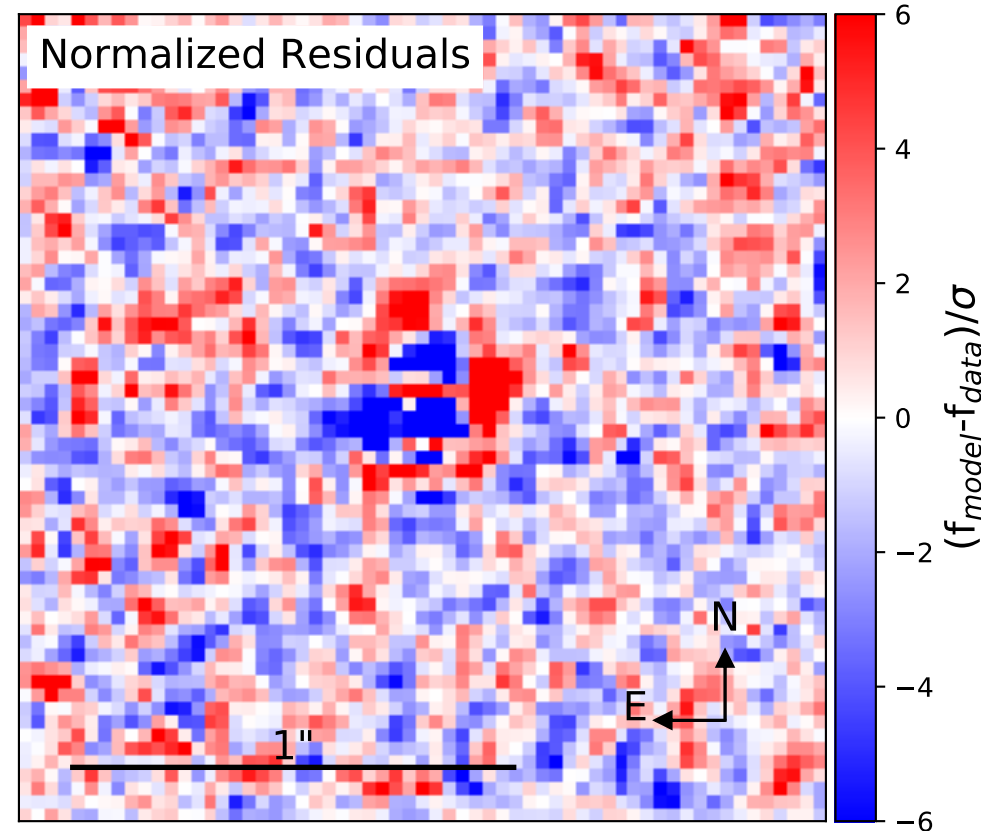 Normalized Residuals
6
4
2
0
−2
−4
−6
(f_model-f_data)/σ
N
E
1"